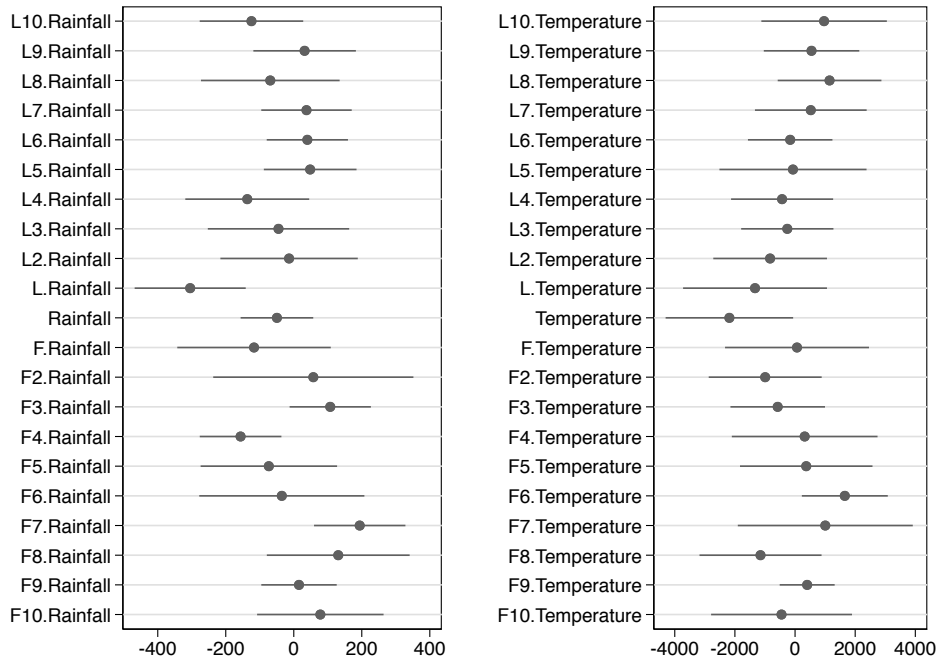 L10.Rainfall
L9.Rainfall
L8.Rainfall
L7.Rainfall
L6.Rainfall
L5.Rainfall
L4.Rainfall
L3.Rainfall
L2.Rainfall
L.Rainfall
Rainfall
F.Rainfall
F2.Rainfall
F3.Rainfall
F4.Rainfall
F5.Rainfall
F6.Rainfall
F7.Rainfall
F8.Rainfall
F9.Rainfall
F10.Rainfall
-400 -200 0 200 400
L10.Temperature
L9.Temperature
L8.Temperature
L7.Temperature
L6.Temperature
L5.Temperature
L4.Temperature
L3.Temperature
L2.Temperature
L.Temperature
Temperature
F.Temperature
F2.Temperature
F3.Temperature
F4.Temperature
F5.Temperature
F6.Temperature
F7.Temperature
F8.Temperature
F9.Temperature
F10.Temperature
-4000 -2000 0 2000 4000